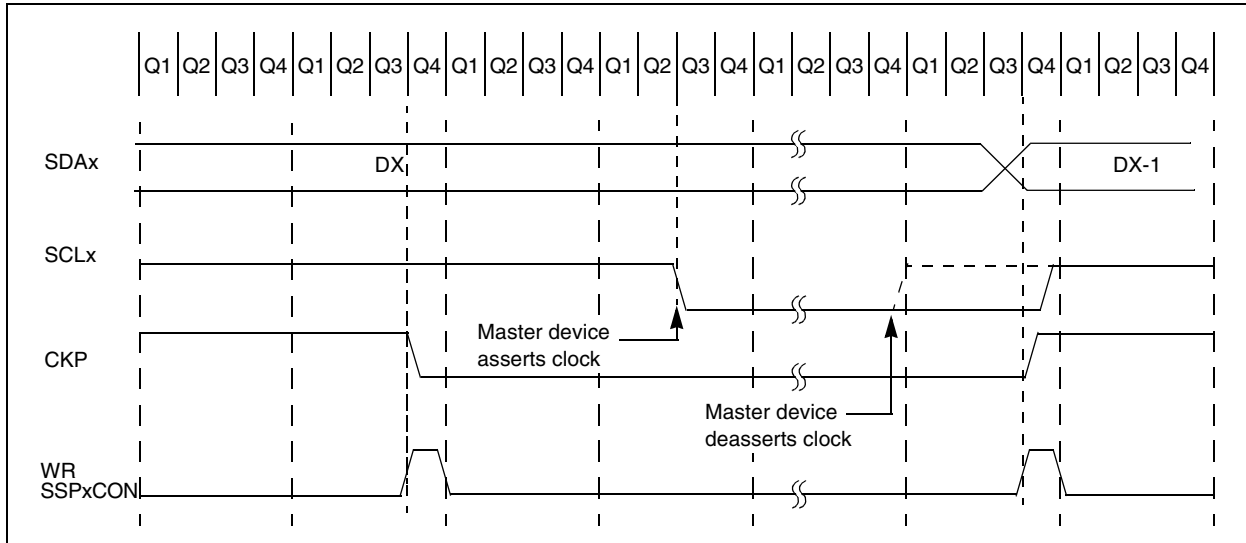 Q1 Q2 Q3 Q4 Q1 Q2 Q3 Q4 Q1 Q2 Q3 Q4 Q1 Q2 Q3 Q4 Q1 Q2 Q3 Q4 Q1 Q2 Q3 Q4 Q1 Q2 Q3 Q4
SDAx
DX
DX-1
SCLx
Master device
asserts clock
CKP
Master device
deasserts clock
WR
SSPxCON